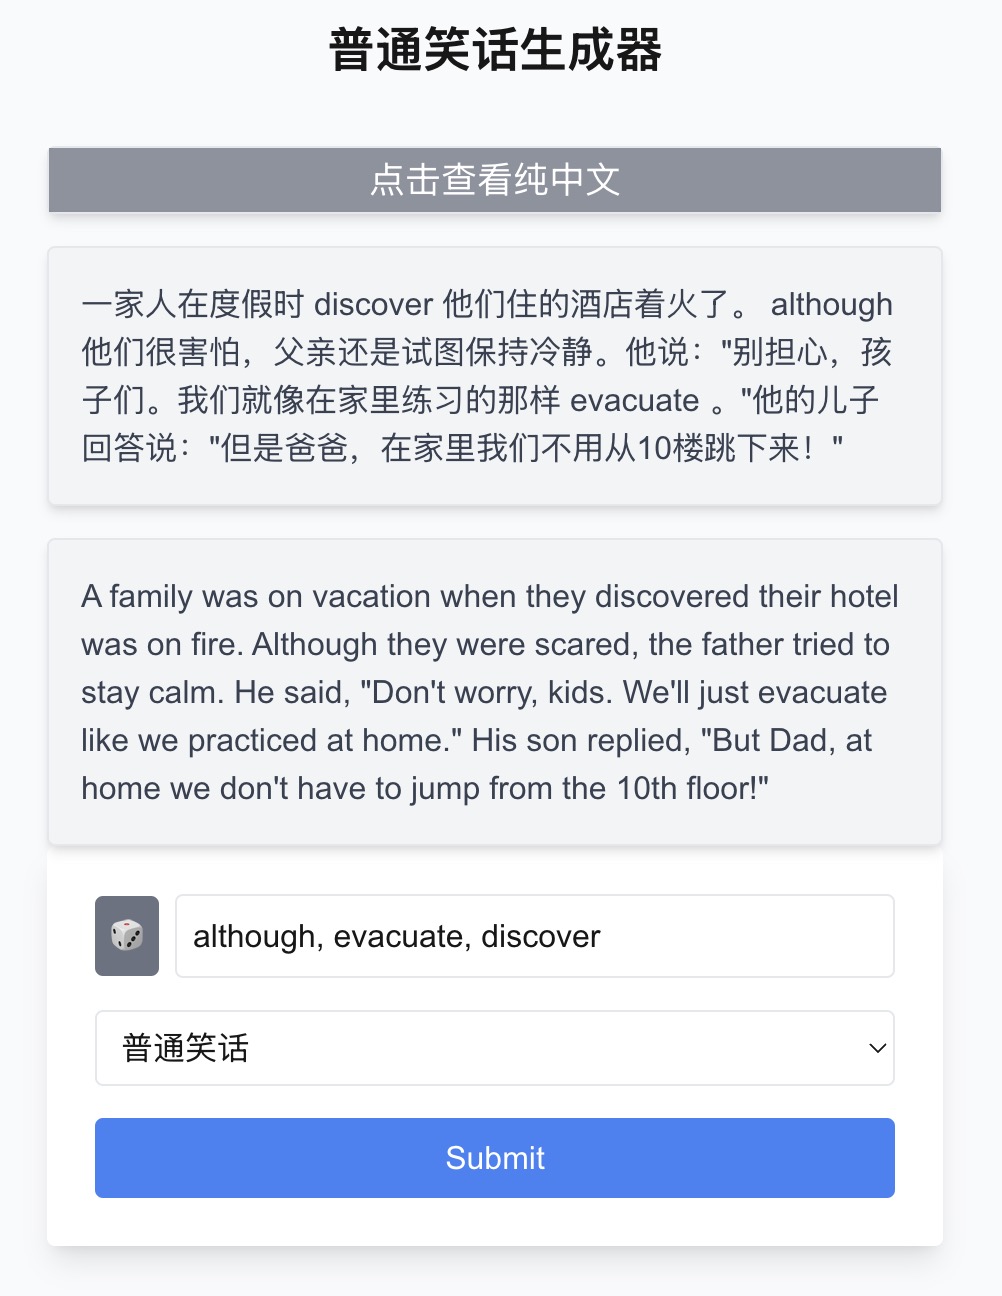 普通笑话生成器
点击查看纯中文
一家人在度假时 discover 他们住的酒店着火了。 although
他们很害怕，父亲还是试图保持冷静。他说："别担心，孩
子们。我们就像在家里练习的那样 evacuate 。"他的儿子
回答说："但是爸爸，在家里我们不用从10楼跳下来！"
A family was on vacation when they discovered their hotel
was on fire. Although they were scared, the father tried to
stay calm. He said, "Don't worry, kids. We'll just evacuate
like we practiced at home." His son replied, "But Dad, at
home we don't have to jump from the 10th floor!"
although, evacuate, discover
普通笑话
Submit